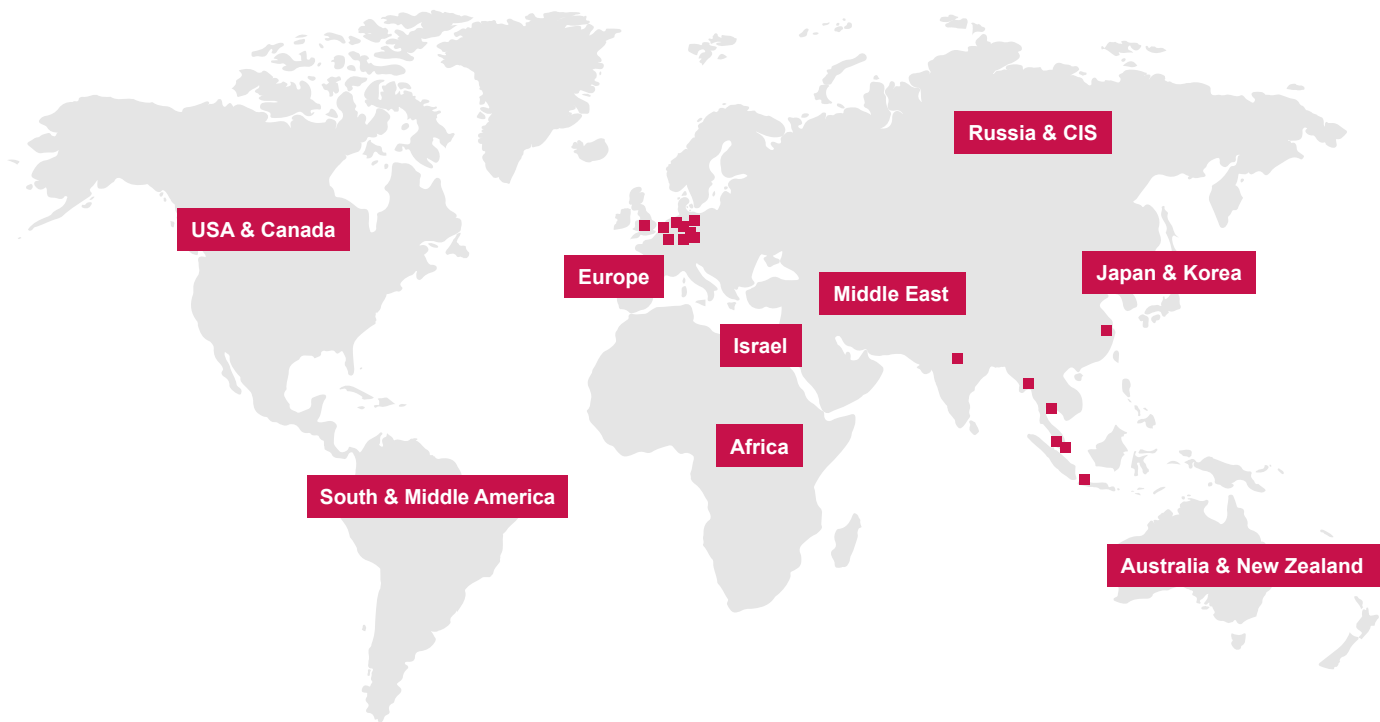 Russia & CIS
USA & Canada
Japan & Korea
Europe
Middle East
Israel
Africa
South & Middle America
Australia & New Zealand